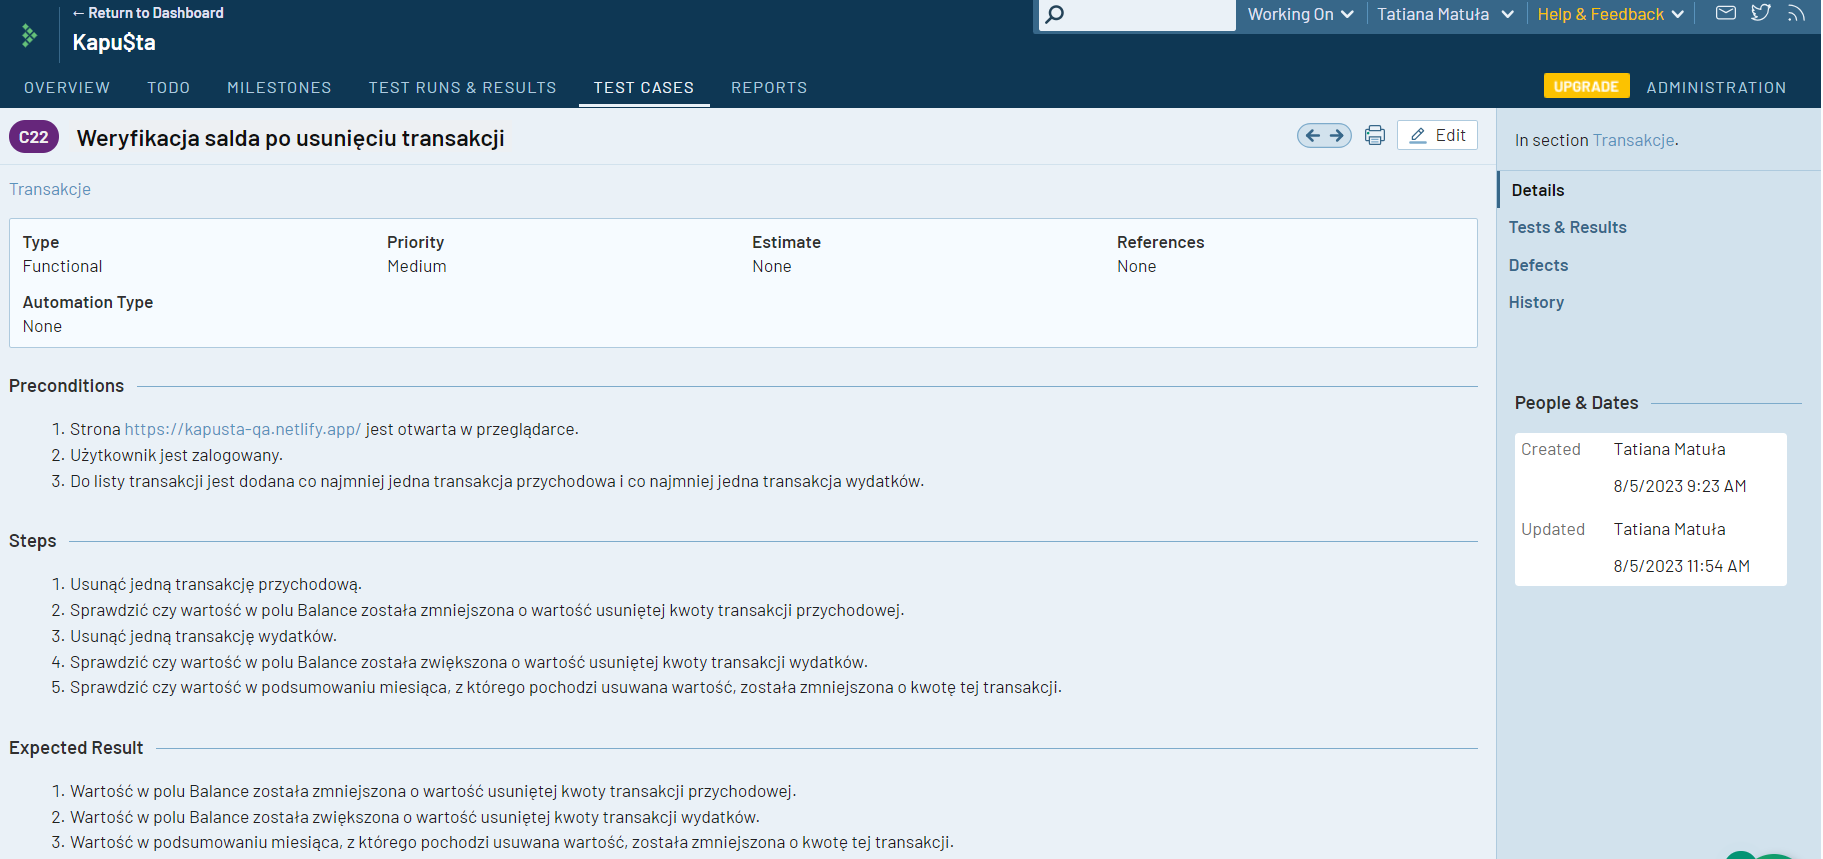 ← Return to Dashboard
Kapu$ta
Working On
Tatiana Matuła
Help & Feedback
OVERVIEW
TODO
MILESTONES
TEST RUNS & RESULTS
TEST CASES
REPORTS
UPGRADE
ADMINISTRATION
C22
Weryfikacja salda po usunięciu transakcji
Edit
Transakcje
Type
Functional
Priority
Medium
Estimate
None
References
None
Automation Type
None
Preconditions
1. Strona https://kapusta-qa.netlify.app/ jest otwarta w przeglądarce.
2. Użytkownik jest zalogowany.
3. Do listy transakcji jest dodana co najmniej jedna transakcja przychodowa i co najmniej jedna transakcja wydatków.
Steps
1. Usunąć jedną transakcję przychodową.
2. Sprawdzić czy wartość w polu Balance została zmniejszona o wartość usuniętej kwoty transakcji przychodowej.
3. Usunąć jedną transakcję wydatków.
4. Sprawdzić czy wartość w polu Balance została zwiększona o wartość usuniętej kwoty transakcji wydatków.
5. Sprawdzić czy wartość w podsumowaniu miesiąca, z którego pochodzi usuwana wartość, została zmniejszona o kwotę tej transakcji.
Expected Result
1. Wartość w polu Balance została zmniejszona o wartość usuniętej kwoty transakcji przychodowej.
2. Wartość w polu Balance została zwiększona o wartość usuniętej kwoty transakcji wydatków.
3. Wartość w podsumowaniu miesiąca, z którego pochodzi usuwana wartość, została zmniejszona o kwotę tej transakcji.
In section Transakcje.
Details
Tests & Results
Defects
History
People & Dates
Created
Tatiana Matuła
8/5/2023 9:23 AM
Updated
Tatiana Matuła
8/5/2023 11:54 AM